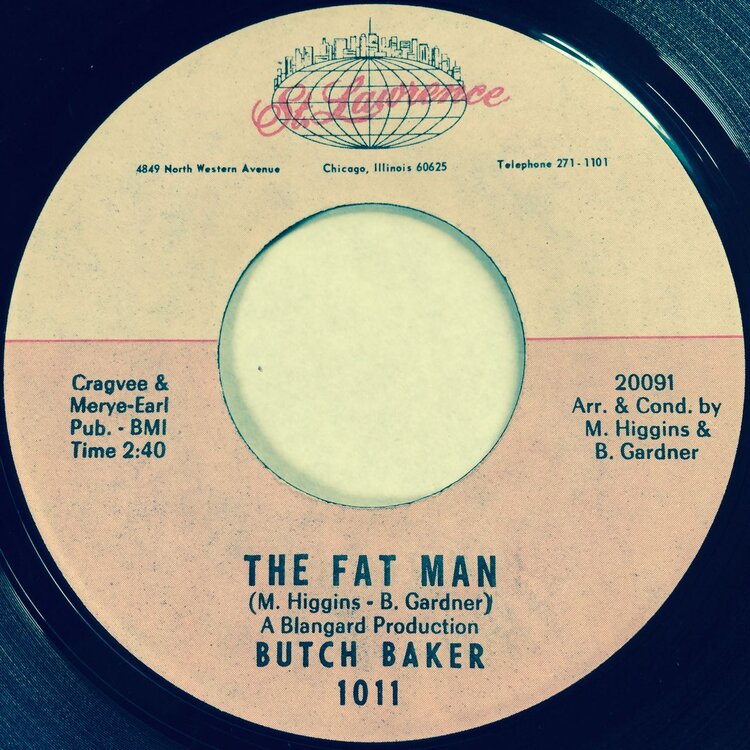 St. Lawrence
4849 North Western Avenue Chicago, Illinois 60625 Telephone 271-1101
Cragvee &
Merye-Earl
Pub. - BMI
Time 2:40
20091
Arr. & Cond. by
M. Higgins &
B. Gardner
THE FAT MAN
(M. Higgins - B. Gardner)
A Blangard Production
BUTCH BAKER
1011